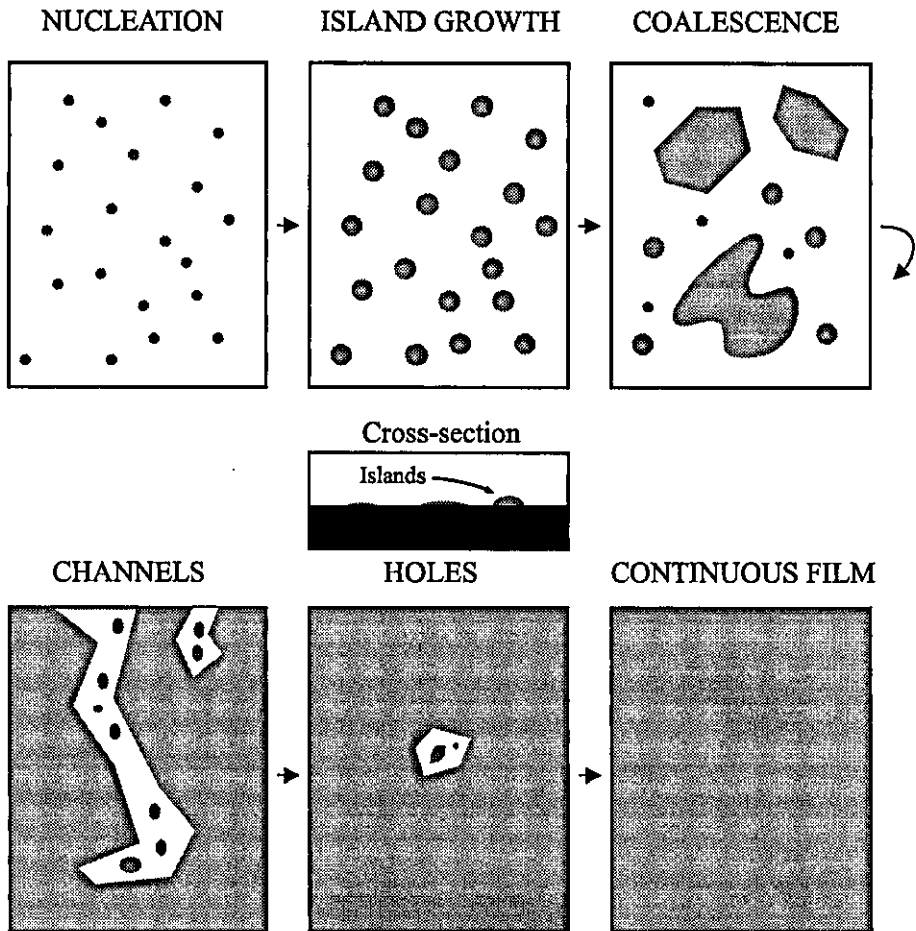 NUCLEATION
ISLAND GROWTH
COALESCENCE
Cross-section
Islands
CHANNELS
HOLES
CONTINUOUS FILM